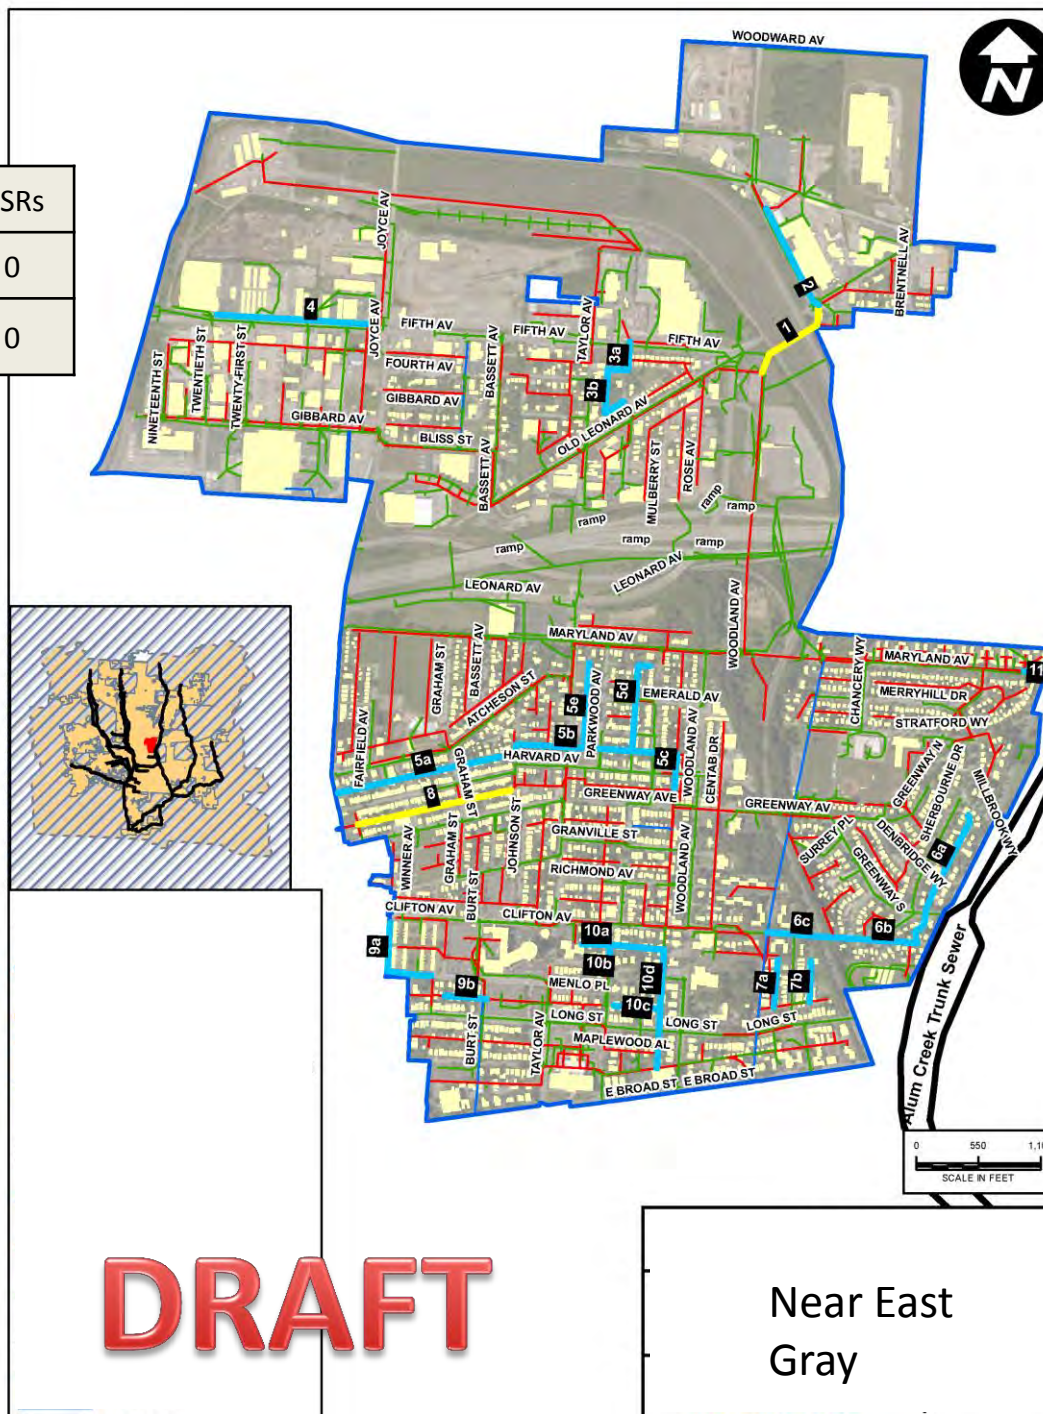 WOODWARD AV
N
SRs
0
0
JOYCE AV
BRENTNELL AV
2
4
1
TAYLOR AV
JOYCE AV
FIFTH AV
FIFTH AV
FIFTH AV
3a
3b
NINETEENTH ST
TWENTIETH ST
TWENTY-FIRST ST
BASSETT AV
FOURTH AV
GIBBARD AV
GIBBARD AV
BLISS ST
OLD LEONARD AV
MULBERRY ST
ROSE AV
BASSETT AV
ramp
ramp
ramp
ramp
ramp
ramp
LEONARD AV
LEONARD AV
WOODLAND AV
MARYLAND AV
MARYLAND AV
11
GRAHAM ST
BASSETT AV
ATCHESON ST
CHANCERY WY
MERRYHILL DR
STRATFORD WY
FAIRFIELD AV
5e
PARKWOOD AV
5d
EMERALD AV
5b
5a
HARVARD AV
5c
WOODLAND AV
CENTAB DR
GREENWAY N
SHERBOURNE DR
MILLBROOK WY
8
GRAHAM ST
GREENWAY AVE
GREENWAY AV
JOHNSON ST
GRANVILLE ST
SURREY PL
DENBRIDGE WY
6a
WINNER AV
GRAHAM ST
RICHMOND AV
WOODLAND AV
GREENWAY S
BURT ST
CLIFTON AV
CLIFTON AV
10a
6c
6b
9a
10b
10d
7a
7b
9b
MENLO PL
10c
LONG ST
LONG ST
LONG ST
BURT ST
TAYLOR AV
MAPLEWOOD AL
E BROAD ST
E BROAD ST
Alum Creek Trunk Sewer
0 550
SCALE IN FEET
DRAFT
Near East
Gray